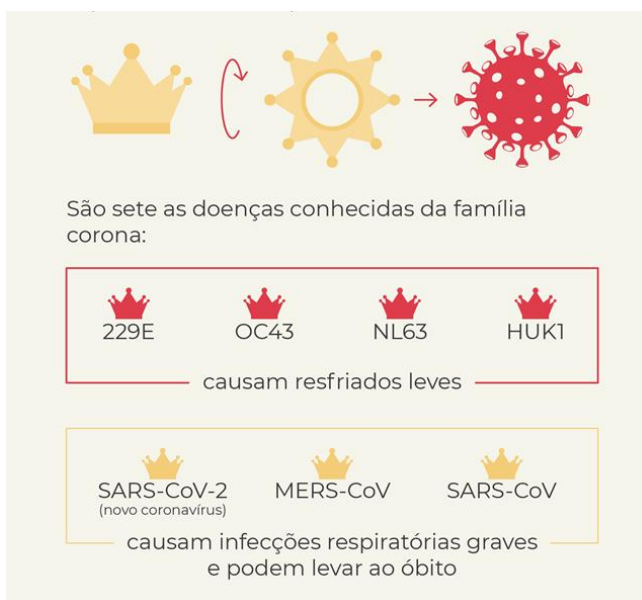 São sete as doenças conhecidas da família
corona:
229E OC43 NL63 HUK1
causam resfriados leves
SARS-CoV-2 MERS-CoV SARS-CoV
(novo coronavírus)
causam infecções respiratórias graves
e podem levar ao óbito